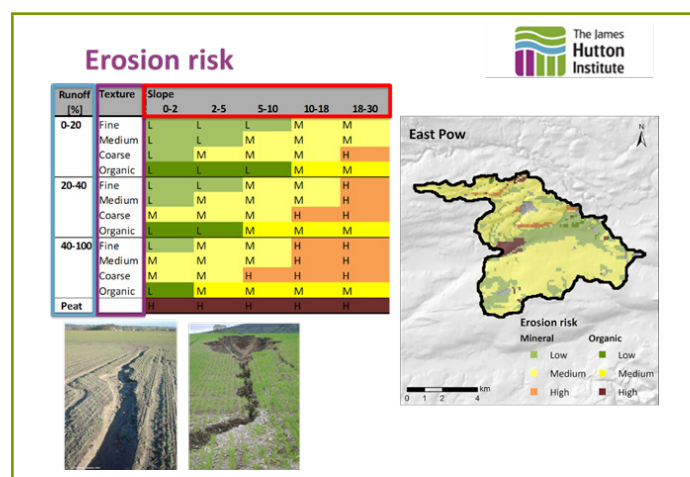 The James
Hutton
Institute
Erosion risk
Runoff [%] Texture Slope
0-2 2-5 5-10 10-18 18-30
0-20 Fine L L L M M
Medium L L M M M
Coarse L M M M H
Organic L L L M M
20-40 Fine L L M M H
Medium L M M M H
Coarse M M M H H
Organic L L M M M
40-100 Fine L M M H H
Medium M M M H H
Coarse M M H H H
Organic L M M M M
Peat H H H H H
East Pow
N
Erosion risk
Mineral Organic
Low Low
Medium Medium
High High
km
0 1 2 4